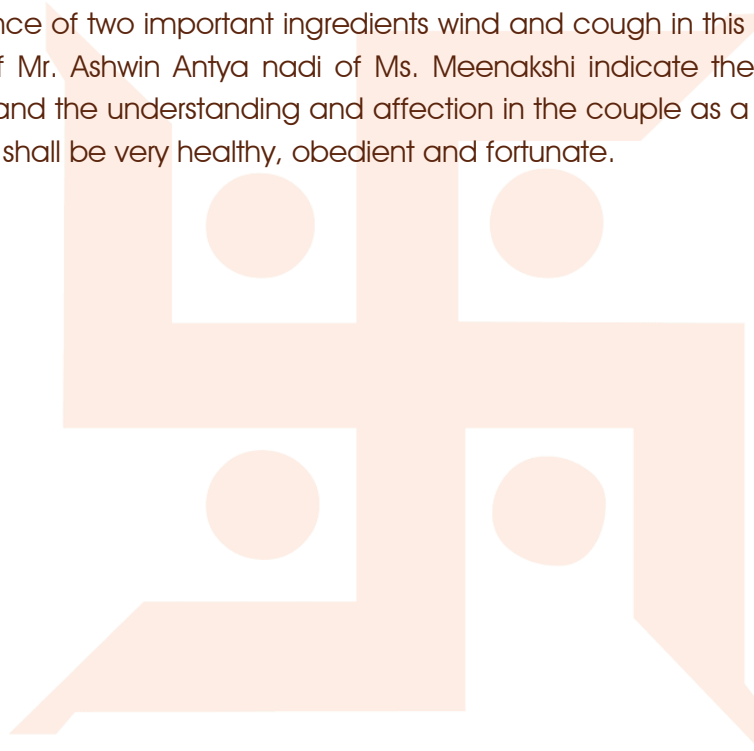 nce of two important ingredients wind and cough in this
f Mr. Ashwin Antya nadi of Ms. Meenakshi indicate the
and the understanding and affection in the couple as a
shall be very healthy, obedient and fortunate.